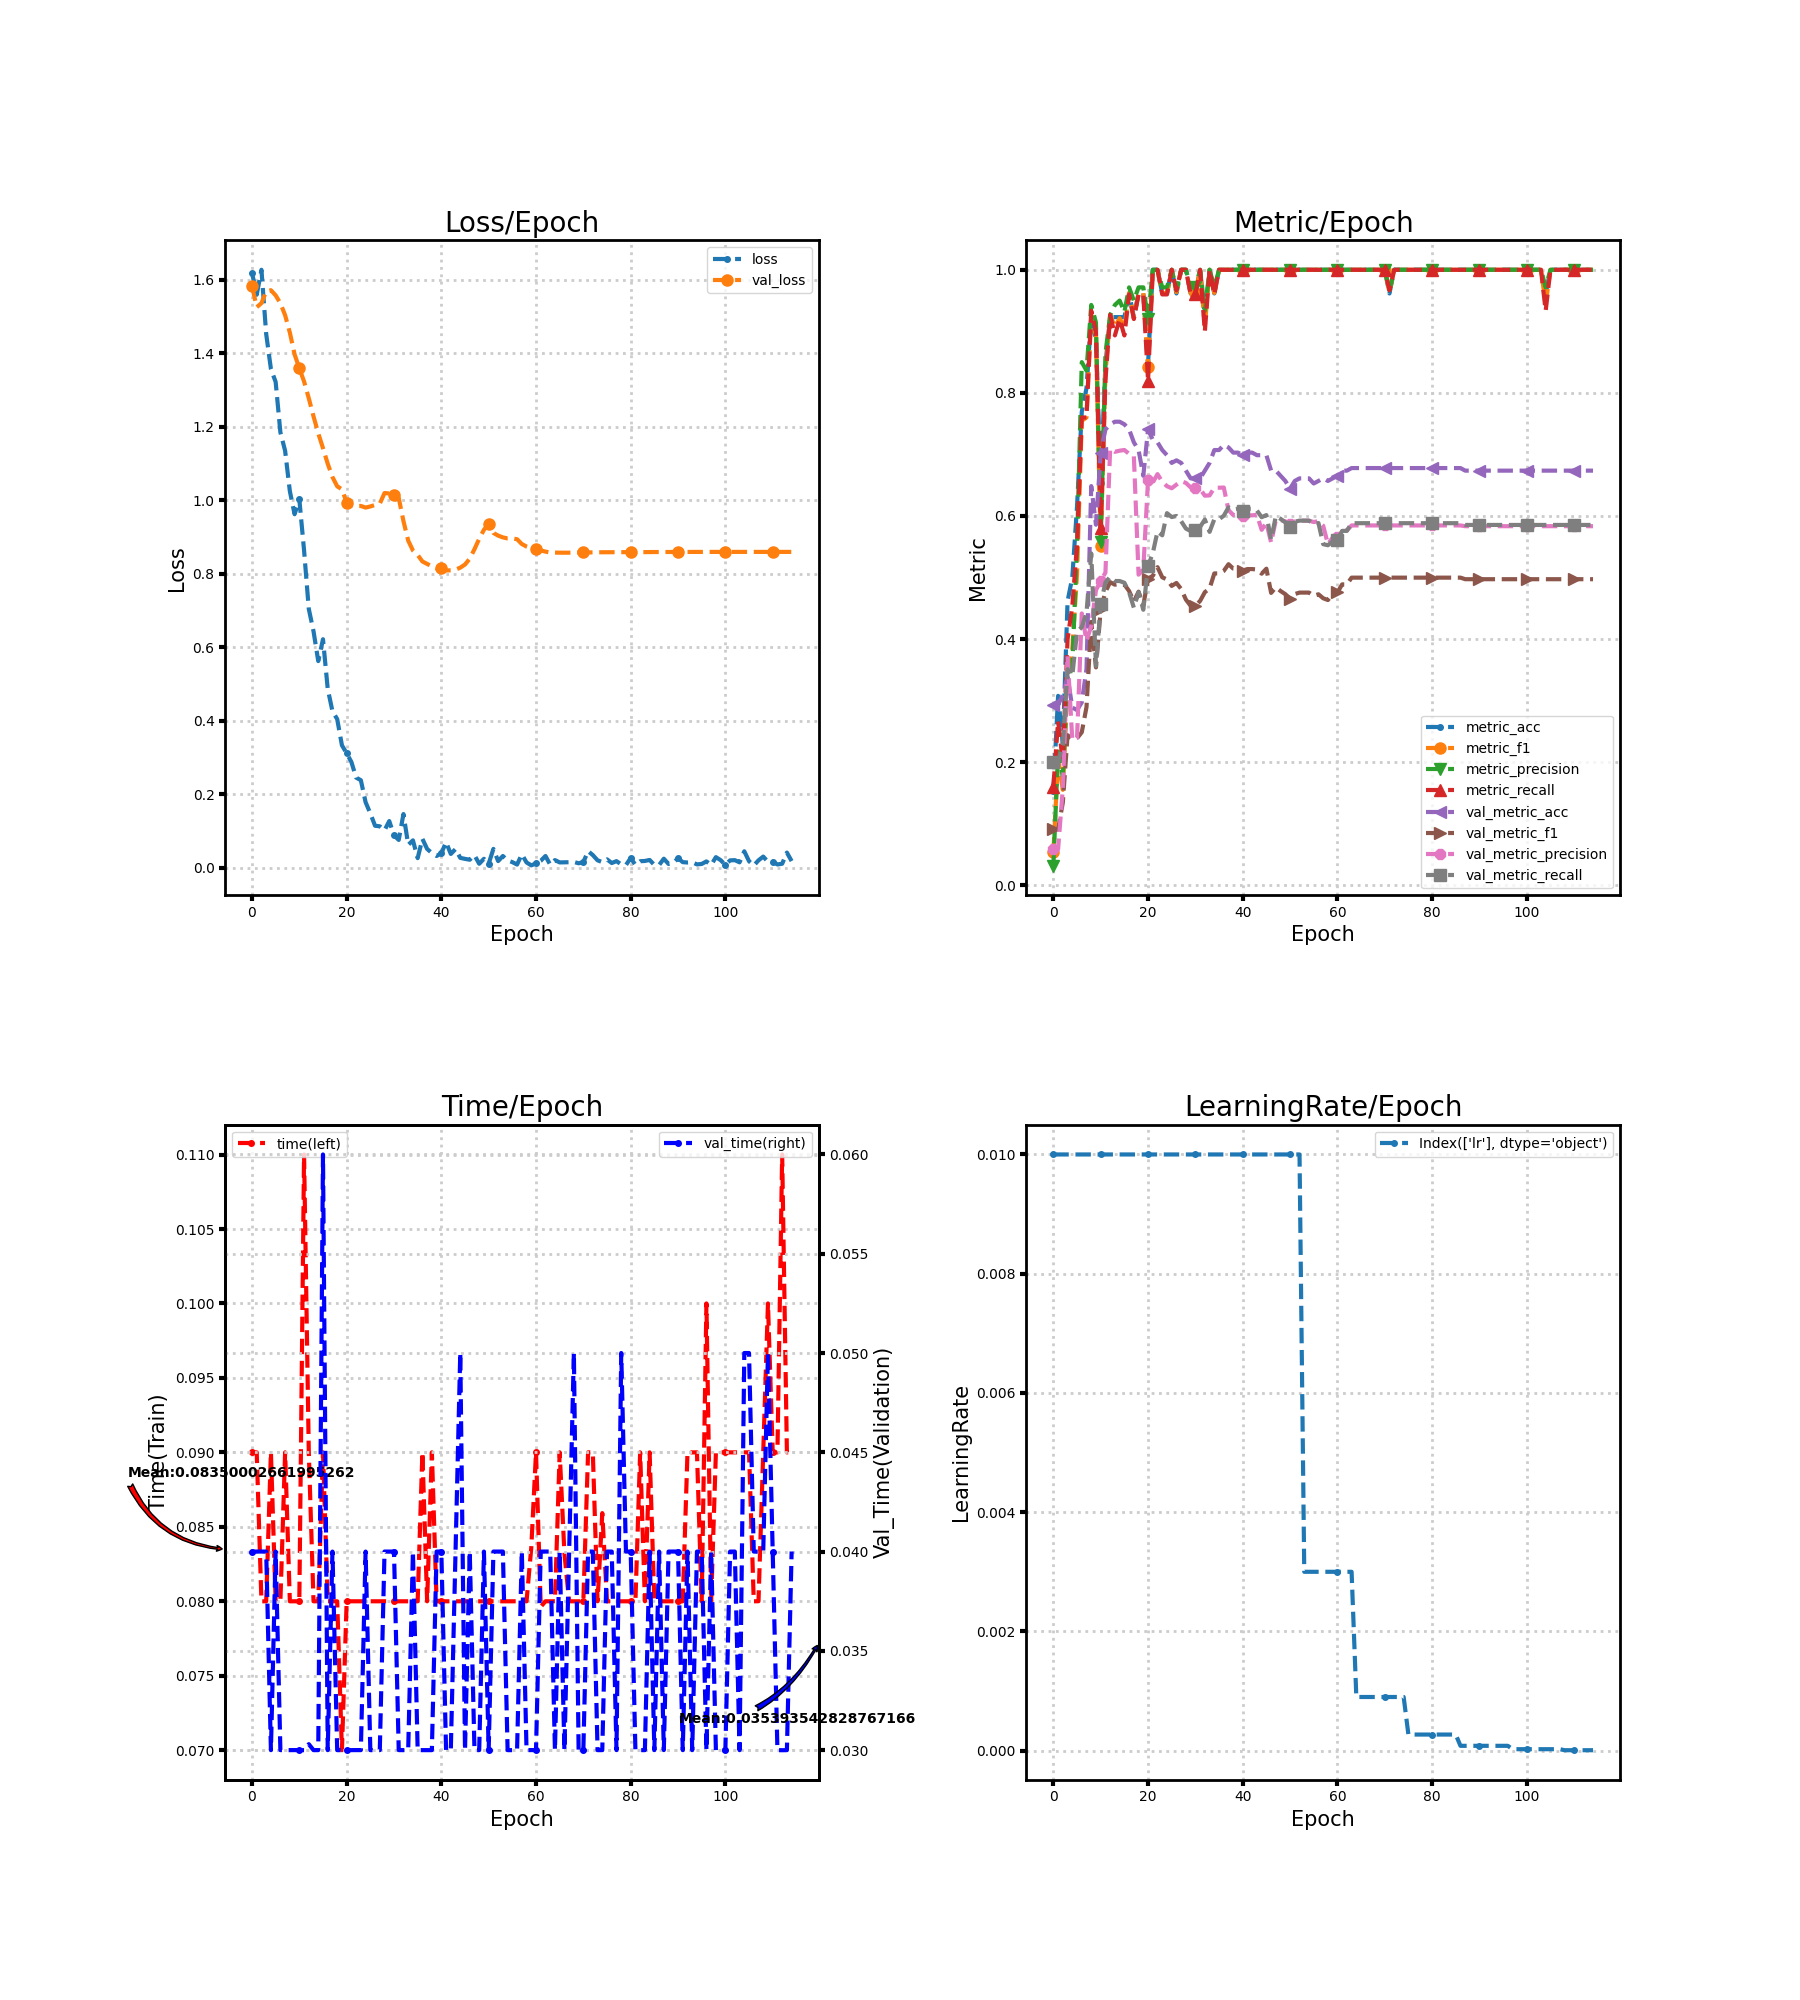 Loss/Epoch
1.6
1.4
1.2
1.0
0.8
0.6
0.4
0.2
0.0
Loss
loss
val_loss
0 20 40 60 80 100
Epoch
Metric/Epoch
1.0
0.8
0.6
0.4
0.2
0.0
Metric
metric_acc
metric_f1
metric_precision
metric_recall
val_metric_acc
val_metric_f1
val_metric_precision
val_metric_recall
0 20 40 60 80 100
Epoch
Time/Epoch
time(left)
val_time(right)
0.110
0.105
0.100
0.095
0.090
0.085
0.080
0.075
0.070
Time(Train)
Mean:0.08350002661995262
0.060
0.055
0.050
0.045
0.040
0.035
0.030
Val_Time(Validation)
Mean:0.035393542828767166
0 20 40 60 80 100
Epoch
LearningRate/Epoch
Index(['lr'], dtype='object')
0.010
0.008
0.006
0.004
0.002
0.000
LearningRate
0 20 40 60 80 100
Epoch